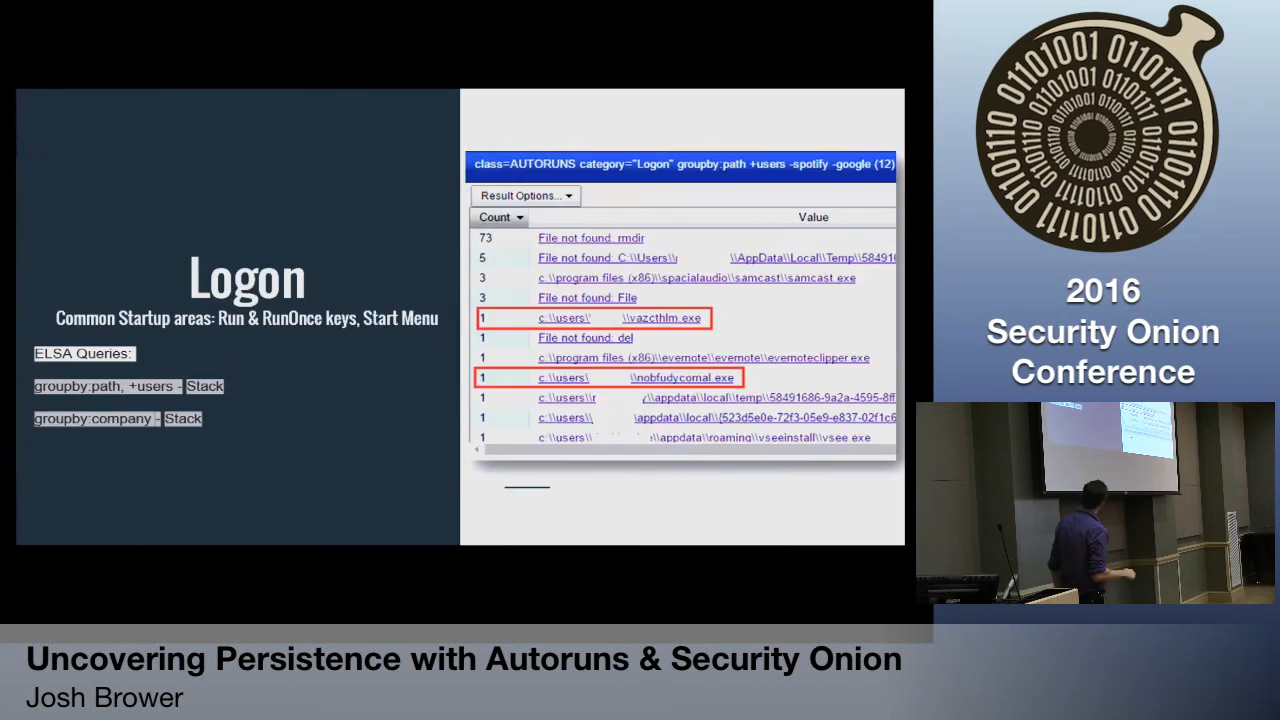 Logon
Common Startup areas: Run & RunOnce keys, Start Menu
ELSA Queries:
groupby:path, +users - Stack
groupby:company - Stack
class=AUTORUNS category="Logon" groupby:path +users -spotify -google (12)
Result Options...
Count Value
73 File not found: rmdir
5 File not found: C:\\Users\\ \\AppData\\Local\\Temp\\58491
3 c:\\program files (x86)\\spacialaudio\\samcast\\samcast.exe
3 File not found: File
1 c:\\users\' \\vazcthlm.exe
1 File not found: del
1 c:\\program files (x86)\\evernote\\evernote\\evernoteclipper.exe
1 c:\\users\ \\nobfudycomal.exe
1 c:\\users\\ \\appdata\\local\\temp\\58491686-9a2a-4595-8ff
1 c:\\users\\ \appdata\\local\\{523d5e0e-72f3-05e9-e837-02f1c6
1 c:\\users\\ \\appdata\\roaming\\vseeinstall\\vsee.exe
01101001 01101001
0110110 01101111
2016
Security Onion
Conference
Uncovering Persistence with Autoruns & Security Onion
Josh Brower